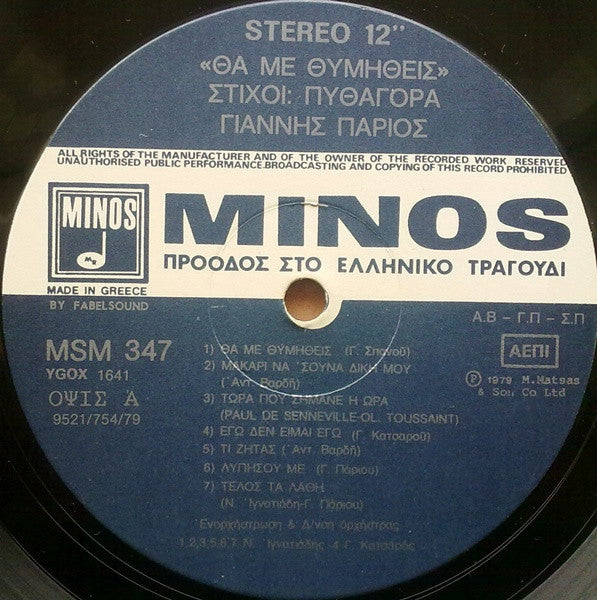 STEREO 12"
«ΘΑ ΜΕ ΘΥΜΗΘΕΙΣ»
ΣΤΙΧΟΙ: ΠΥΘΑΓΟΡΑ
ΓΙΑΝΝΗΣ ΠΑΡΙΟΣ
ALL RIGHTS OF THE MANUFACTURER AND OF THE OWNER OF THE RECORDED WORK RESERVED
UNAUTHORISED PUBLIC PERFORMANCE.BROADCASTING AND COPYING OF THIS RECORD PROHIBITED
MINOS
MINOS
ΠΡΟΟΔΟΣ ΣΤΟ ΕΛΛΗΝΙΚΟ ΤΡΑΓΟΥΔΙ
MADE IN GREECE
BY FABELSOUND
Α.Β – Γ.Π – Σ.Π
ΑΕΠΙ
MSM 347
YGOX 1641
ΟΨΙΣ Ά
9521/754/79
Ⓟ 1979 M.Matsas
& Son Co Ltd
1) ΘΑ ΜΕ ΘΥΜΗΘΕΙΣ (Γ. Σπανού)
2) ΜΑΚΑΡΙ ΝΑ ΄ΣΟΥΝΑ ΔΙΚΗ ΜΟΥ
(΄Αντ. Βαρδή)
3) ΤΩΡΑ ΠΟΥ ΣΗΜΑΝΕ Η ΩΡΑ
(PAUL DE SENNEVILLE-OL. TOUSSAINT)
4) ΕΓΩ ΔΕΝ ΕΙΜΑΙ ΕΓΩ (Γ. Κατσαρού)
5) ΤΙ ΖΗΤΑΣ (΄Αντ. Βαρδή)
6) ΛΥΠΗΣΟΥ ΜΕ (Γ. Πάριου)
7) ΤΕΛΟΣ ΤΑ ΛΑΘΗ
(Ν. ΄Ιγνατιάδη-Γ. Πάριου)
΄Ενορχήστρωση & Δ/νση όρχήστρας
1,2,3,5,6,7 Ν. ΄Ιγνατιάδης 4 Γ. Κατσαρός